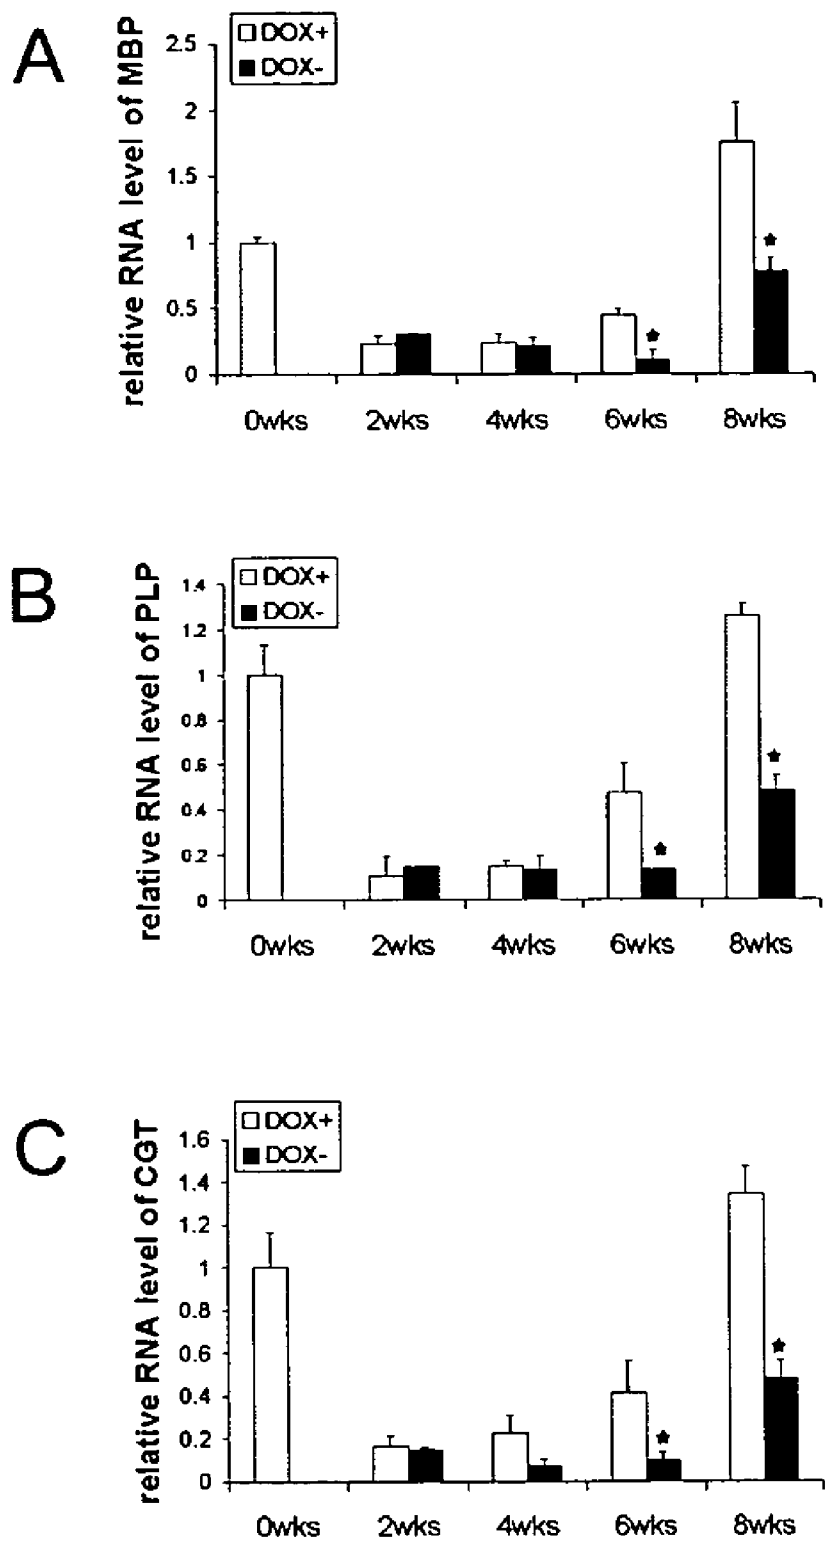 A
relative RNA level of MBP
DOX+
DOX-
2.5
2
1.5
1
0.5
0
0wks 2wks 4wks 6wks 8wks
B
relative RNA level of PLP
DOX+
DOX-
1.4
1.2
1
0.8
0.6
0.4
0.2
0
0wks 2wks 4wks 6wks 8wks
C
relative RNA level of CGT
DOX+
DOX-
1.6
1.4
1.2
1
0.8
0.6
0.4
0.2
0
0wks 2wks 4wks 6wks 8wks